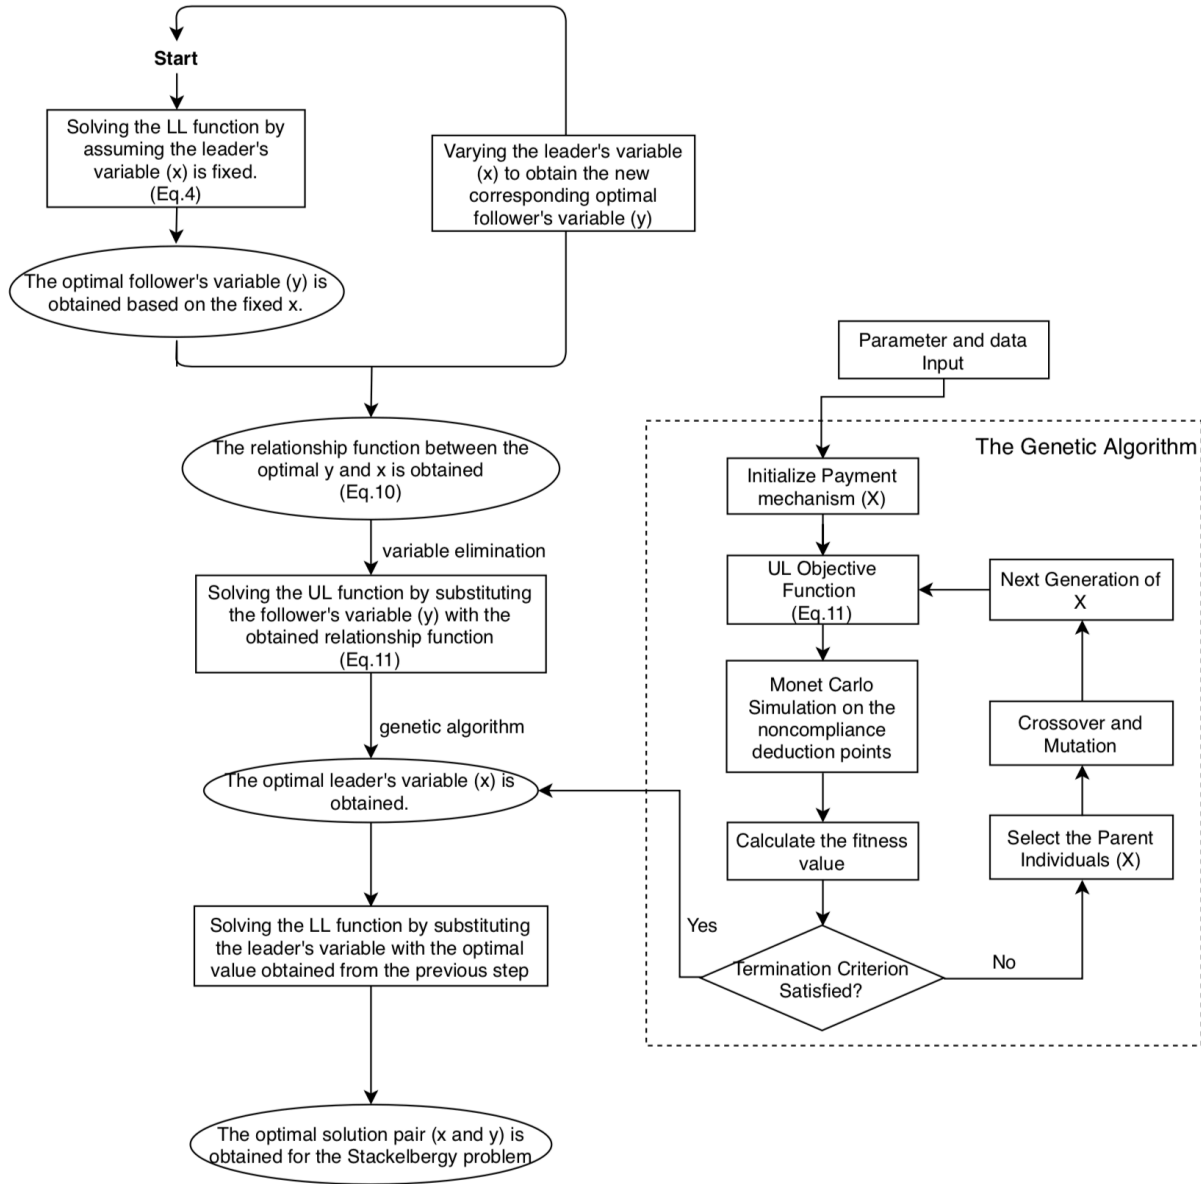 Start
Solving the LL function by
assuming the leader's
variable (x) is fixed.
(Eq.4)
Varying the leader's variable
(x) to obtain the new
corresponding optimal
follower's variable (y)
The optimal follower's variable (y) is
obtained based on the fixed x.
The relationship function between the
optimal y and x is obtained
(Eq.10)
variable elimination
Solving the UL function by substituting
the follower's variable (y) with the
obtained relationship function
(Eq.11)
genetic algorithm
The optimal leader's variable (x) is
obtained.
Solving the LL function by substituting
the leader's variable with the optimal
value obtained from the previous step
The optimal solution pair (x and y) is
obtained for the Stackelbergy problem
Parameter and data
Input
The Genetic Algorithm
Initialize Payment
mechanism (X)
UL Objective
Function
(Eq.11)
Monet Carlo
Simulation on the
noncompliance
deduction points
Calculate the fitness
value
Termination Criterion
Satisfied?
Yes
No
Select the Parent
Individuals (X)
Crossover and
Mutation
Next Generation of
X